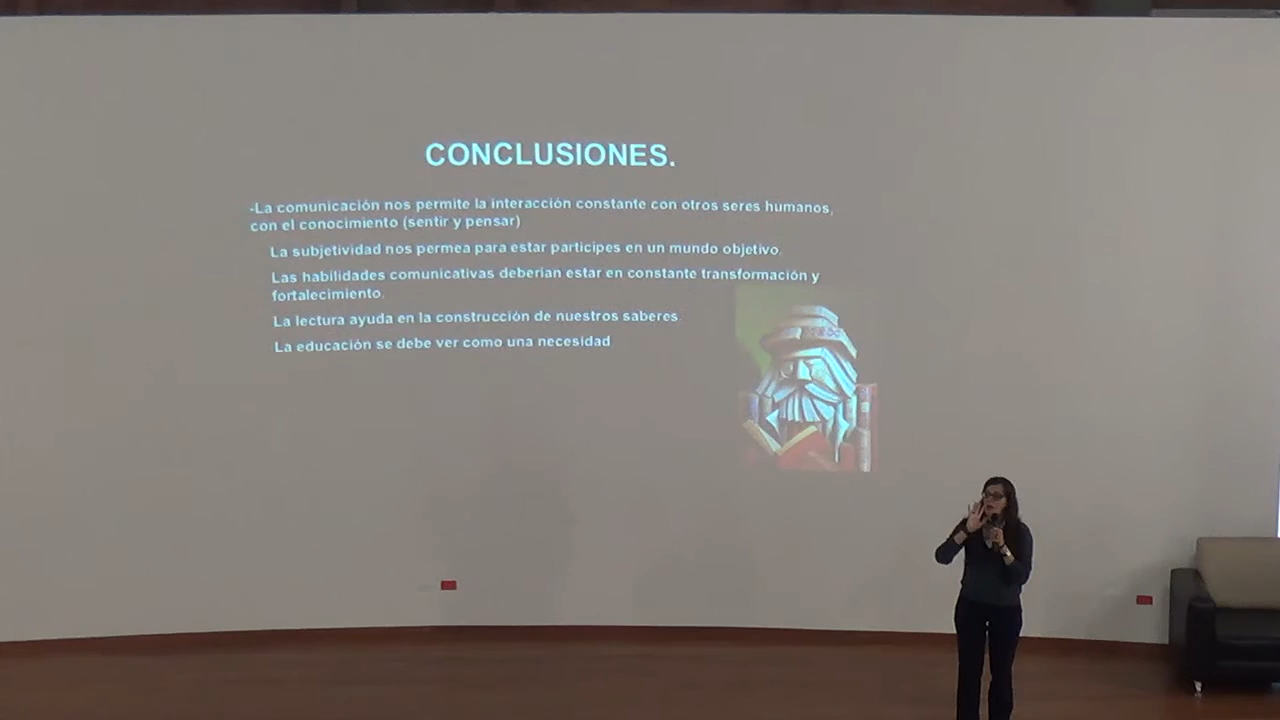 CONCLUSIONES.
-La comunicación nos permite la interacción constante con otros seres humanos,
con el conocimiento (sentir y pensar)
La subjetividad nos permea para estar participes en un mundo objetivo.
Las habilidades comunicativas deberían estar en constante transformación y
fortalecimiento.
La lectura ayuda en la construcción de nuestros saberes.
La educación se debe ver como una necesidad